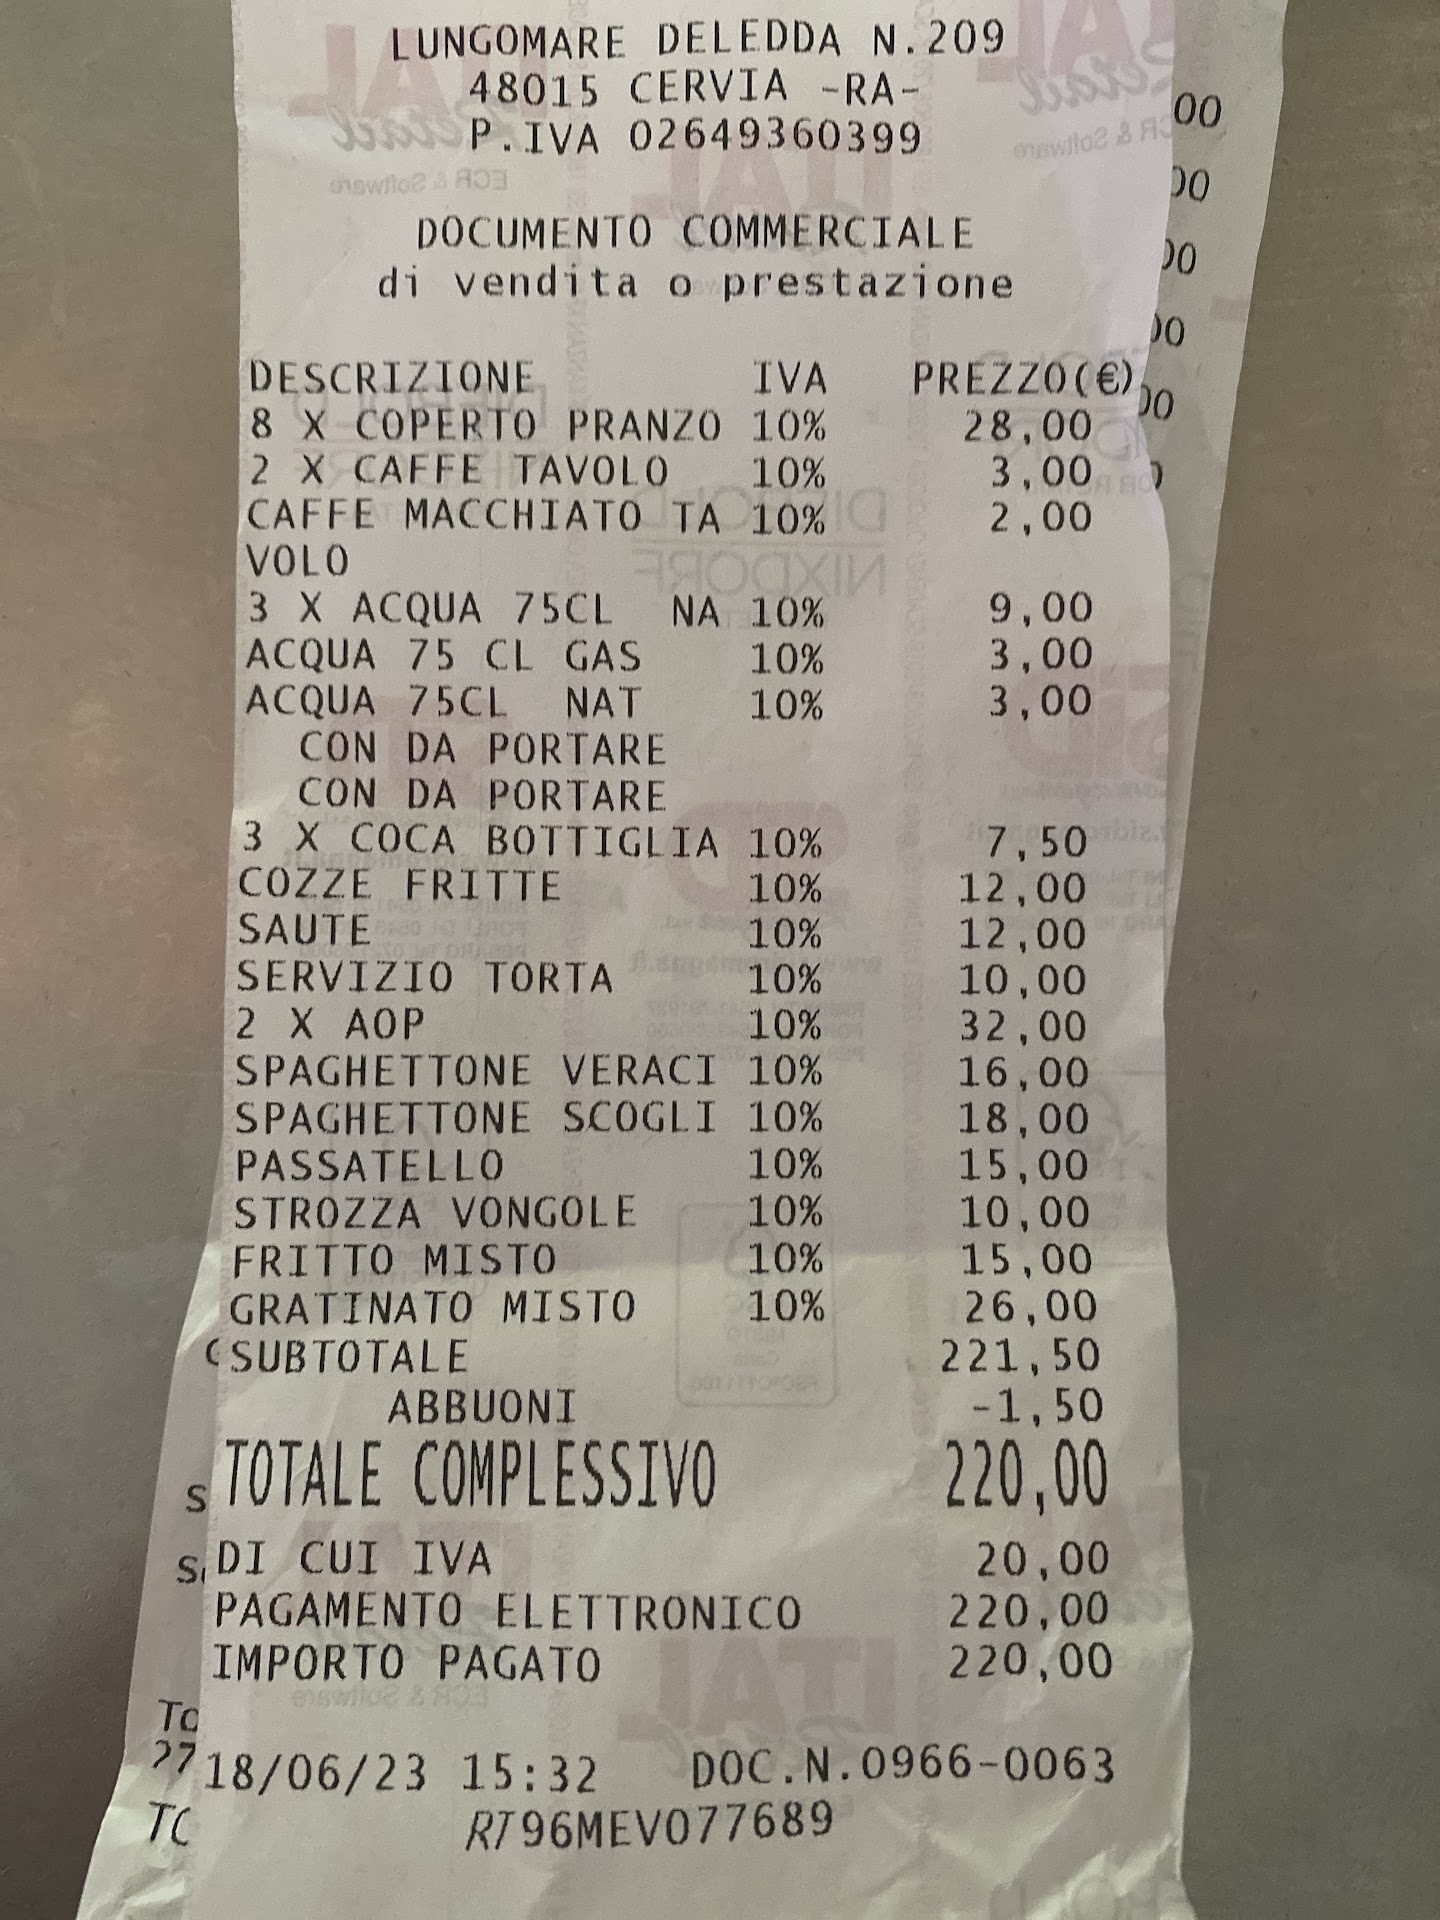 LUNGOMARE DELEDDA N.209
48015 CERVIA -RA-
P.IVA 02649360399
DOCUMENTO COMMERCIALE
di vendita o prestazione
DESCRIZIONE IVA PREZZO(€)
8 X COPERTO PRANZO 10% 28,00
2 X CAFFE TAVOLO 10% 3,00
CAFFE MACCHIATO TA 10% 2,00
VOLO
3 X ACQUA 75CL NA 10% 9,00
ACQUA 75 CL GAS 10% 3,00
ACQUA 75CL NAT 10% 3,00
CON DA PORTARE
CON DA PORTARE
3 X COCA BOTTIGLIA 10% 7,50
COZZE FRITTE 10% 12,00
SAUTE 10% 12,00
SERVIZIO TORTA 10% 10,00
2 X AOP 10% 32,00
SPAGHETTONE VERACI 10% 16,00
SPAGHETTONE SCOGLI 10% 18,00
PASSATELLO 10% 15,00
STROZZA VONGOLE 10% 10,00
FRITTO MISTO 10% 15,00
GRATINATO MISTO 10% 26,00
SUBTOTALE 221,50
ABBUONI -1,50
TOTALE COMPLESSIVO 220,00
DI CUI IVA 20,00
PAGAMENTO ELETTRONICO 220,00
IMPORTO PAGATO 220,00
18/06/23 15:32 DOC.N.0966-0063
RT 96MEV077689